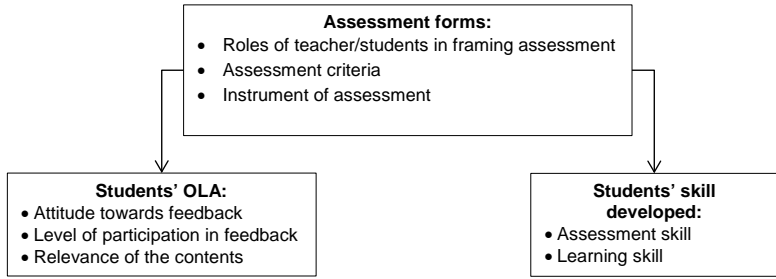 Assessment forms:
• Roles of teacher/students in framing assessment
• Assessment criteria
• Instrument of assessment
Students’ OLA:
• Attitude towards feedback
• Level of participation in feedback
• Relevance of the contents
Students’ skill
developed:
• Assessment skill
• Learning skill